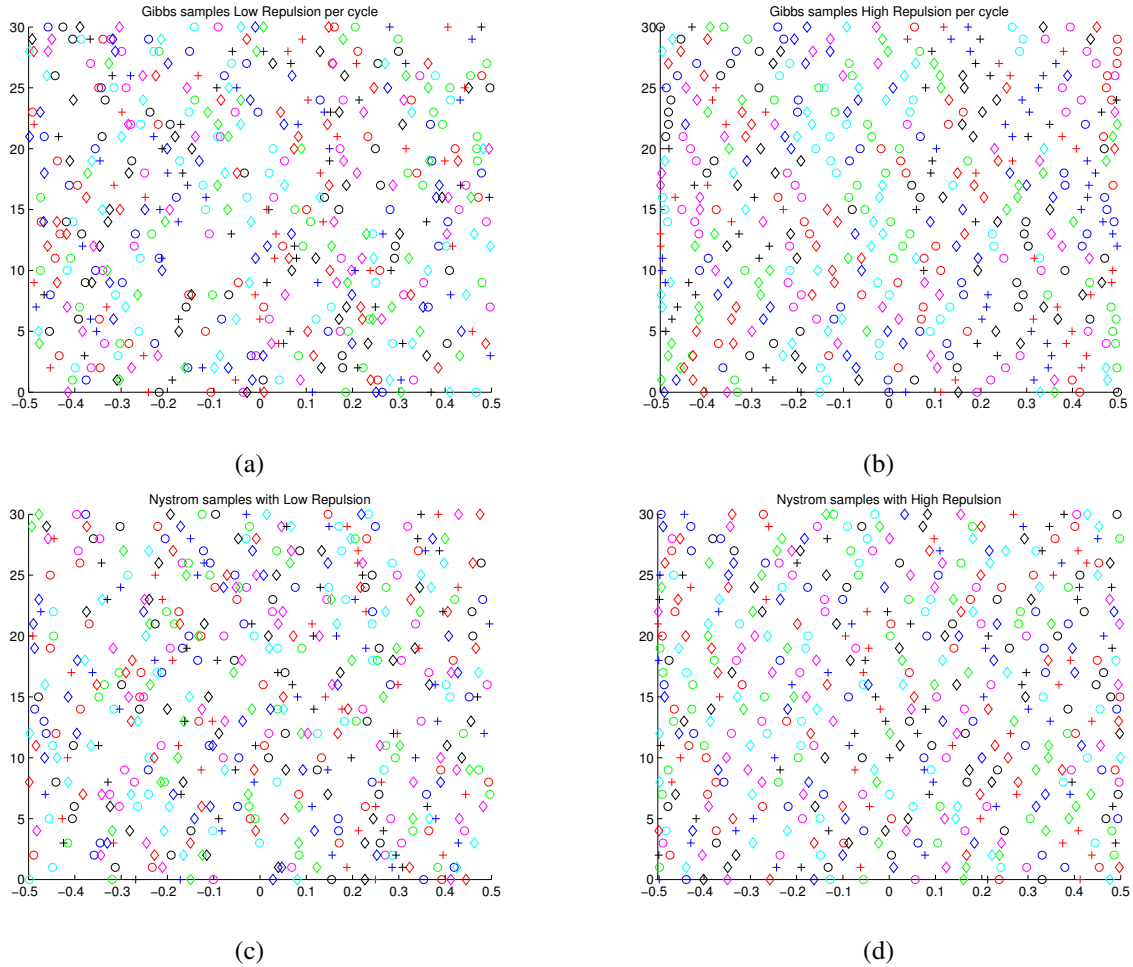 Gibbs samples Low Repulsion per cycle
30
25
20
15
10
5
0
−0.5 −0.4 −0.3 −0.2 −0.1 0 0.1 0.2 0.3 0.4 0.5
(a)
Gibbs samples High Repulsion per cycle
30
25
20
15
10
5
0
−0.5 −0.4 −0.3 −0.2 −0.1 0 0.1 0.2 0.3 0.4 0.5
(b)
Nystrom samples with Low Repulsion
30
25
20
15
10
5
0
−0.5 −0.4 −0.3 −0.2 −0.1 0 0.1 0.2 0.3 0.4 0.5
(c)
Nystrom samples with High Repulsion
30
25
20
15
10
5
0
−0.5 −0.4 −0.3 −0.2 −0.1 0 0.1 0.2 0.3 0.4 0.5
(d)